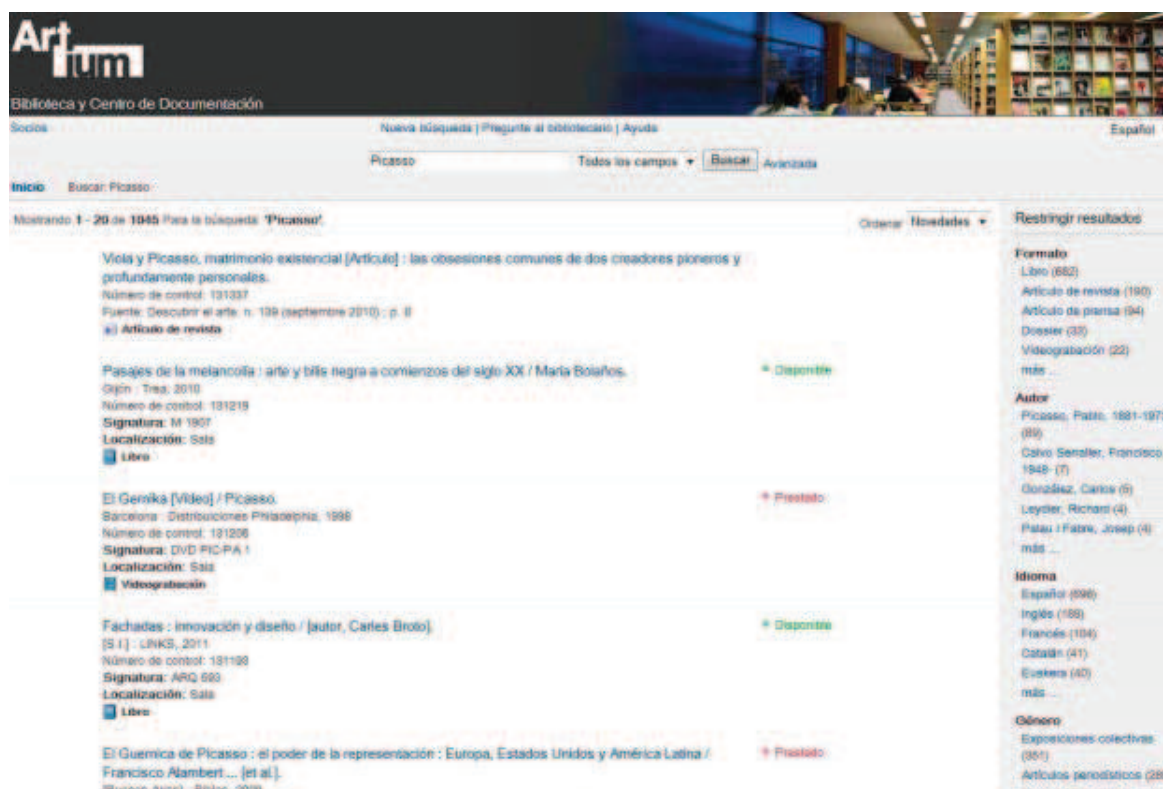 Artium
Biblioteca y Centro de Documentación
Socios
Nueva búsqueda | Pregunte al bibliotecario | Ayuda
Español
Picasso
Todos los campos
Buscar
Avanzada
Inicio
Buscar: Picasso
Mostrando 1 - 20 de 1045 Para la búsqueda: 'Picasso'.
Ordenar Novedades
Viola y Picasso, matrimonio existencial [Artículo] : las obsesiones comunes de dos creadores pioneros y
profundamente personales.
Número de control: 131337
Fuente: Descubrir el arte. n. 139 (septiembre 2010) ; p. 8
Artículo de revista
Pasajes de la melancolía : arte y bilis negra a comienzos del siglo XX / María Bolaños.
Disponible
Gijón : Trea, 2010
Número de control: 131219
Signatura: M 1907
Localización: Sala
Libro
El Gernika [Vídeo] / Picasso.
Prestado
Barcelona : Distribuciones Philadelphia, 1998
Número de control: 131206
Signatura: DVD PIC-PA 1
Localización: Sala
Videograbación
Fachadas : innovación y diseño / [autor, Carles Broto].
Disponible
[S.l.] : LINKS, 2011
Número de control:
Signatura: ARQ
Localización: Sala
Libro
El Guernica de Picasso : el poder de la representación : Europa, Estados Unidos y América Latina /
Prestado
Francisco Alambert ... [et al.].
Restringir resultados
Formato
Libro (682)
Artículo de revista (190)
Artículo de prensa (94)
Dossier (33)
Videograbación (22)
más ...
Autor
Picasso, Pablo, 1881-197
(89)
Calvo Serraller, Francisco
1948- (7)
González, Carlos (5)
Leydier, Richard (4)
Palau i Fabre, Josep (4)
más ...
Idioma
Español (698)
Inglés (188)
Francés (104)
Catalán (41)
Euskera (40)
más ...
Género
Exposiciones colectivas
(351)
Artículos periodísticos (28